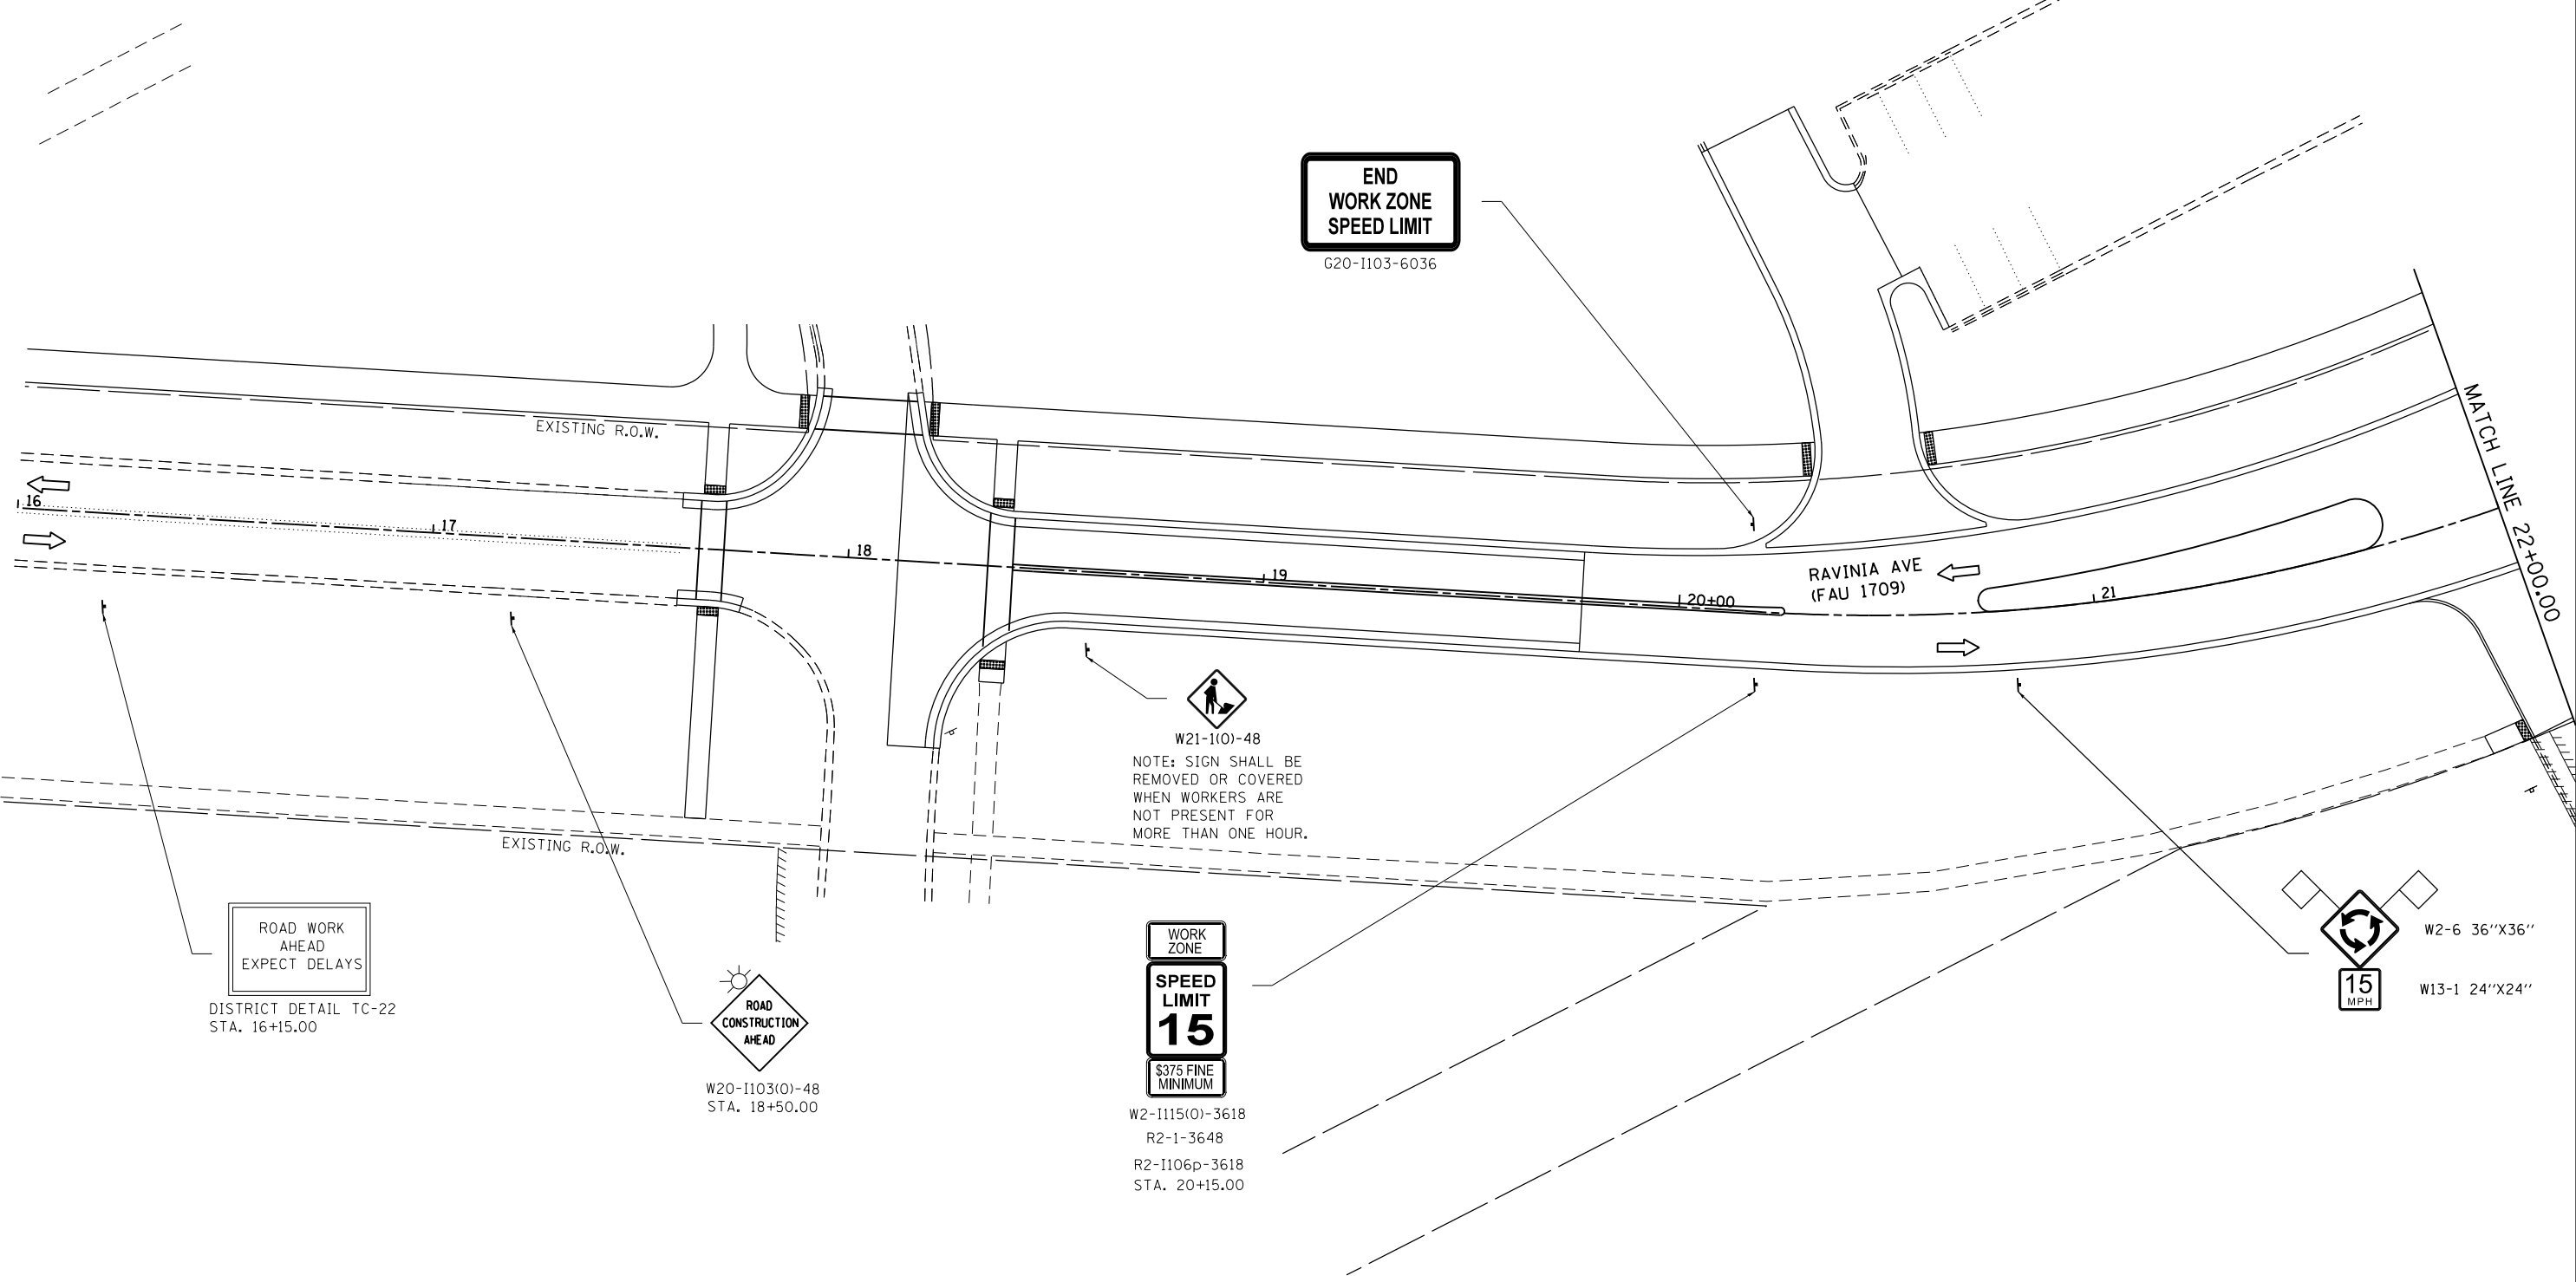 END
WORK ZONE
SPEED LIMIT
G20-I103-6036
EXISTING R.O.W.
16
17
18
19
20+00
21
RAVINIA AVE
(FAU 1709)
MATCH LINE 22+00.00
W21-1(O)-48
NOTE: SIGN SHALL BE
REMOVED OR COVERED
WHEN WORKERS ARE
NOT PRESENT FOR
MORE THAN ONE HOUR.
EXISTING R.O.W.
ROAD WORK
AHEAD
EXPECT DELAYS
DISTRICT DETAIL TC-22
STA. 16+15.00
ROAD
CONSTRUCTION
AHEAD
W20-I103(O)-48
STA. 18+50.00
WORK
ZONE
SPEED
LIMIT
15
$375 FINE
MINIMUM
W2-I115(O)-3618
R2-1-3648
R2-I106p-3618
STA. 20+15.00
W2-6 36''X36''
15
MPH
W13-1 24''X24''